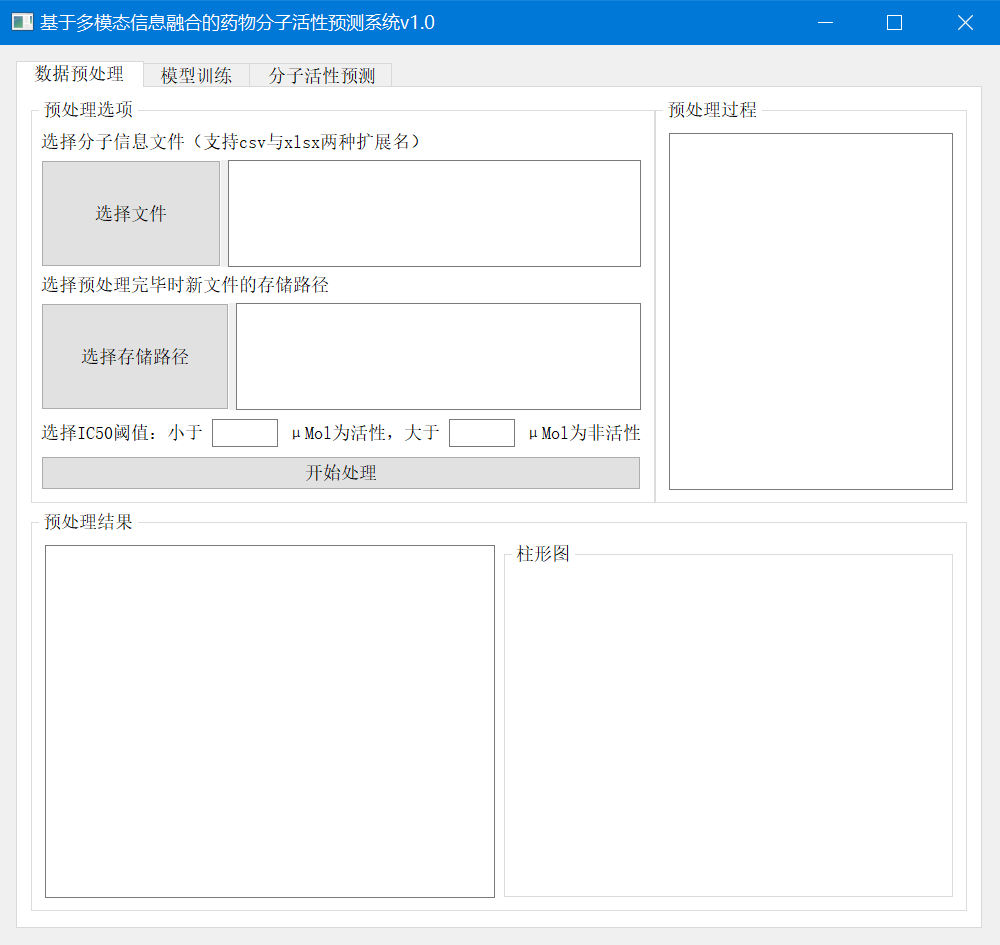 基于多模态信息融合的药物分子活性预测系统v1.0
数据预处理 模型训练 分子活性预测
预处理选项
选择分子信息文件（支持csv与xlsx两种扩展名）
选择文件
选择预处理完毕时新文件的存储路径
选择存储路径
选择IC50阈值：小于 μMol为活性，大于 μMol为非活性
开始处理
预处理过程
预处理结果
柱形图